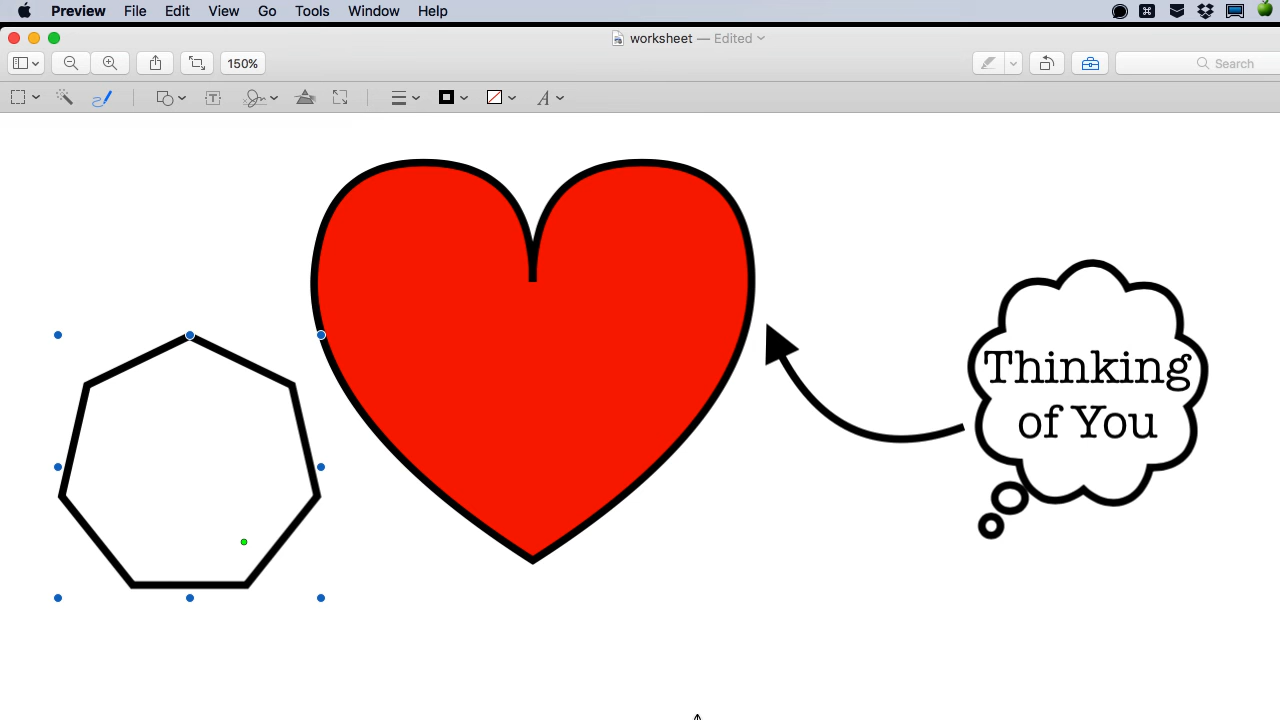 Preview File Edit View Go Tools Window Help
worksheet — Edited
150%
Search
A
Thinking
of You